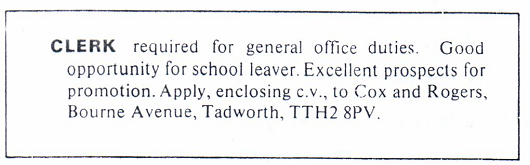 CLERK required for general office duties. Good
opportunity for school leaver. Excellent prospects for
promotion. Apply, enclosing c.v., to Cox and Rogers,
Bourne Avenue, Tadworth, TTH2 8PV.